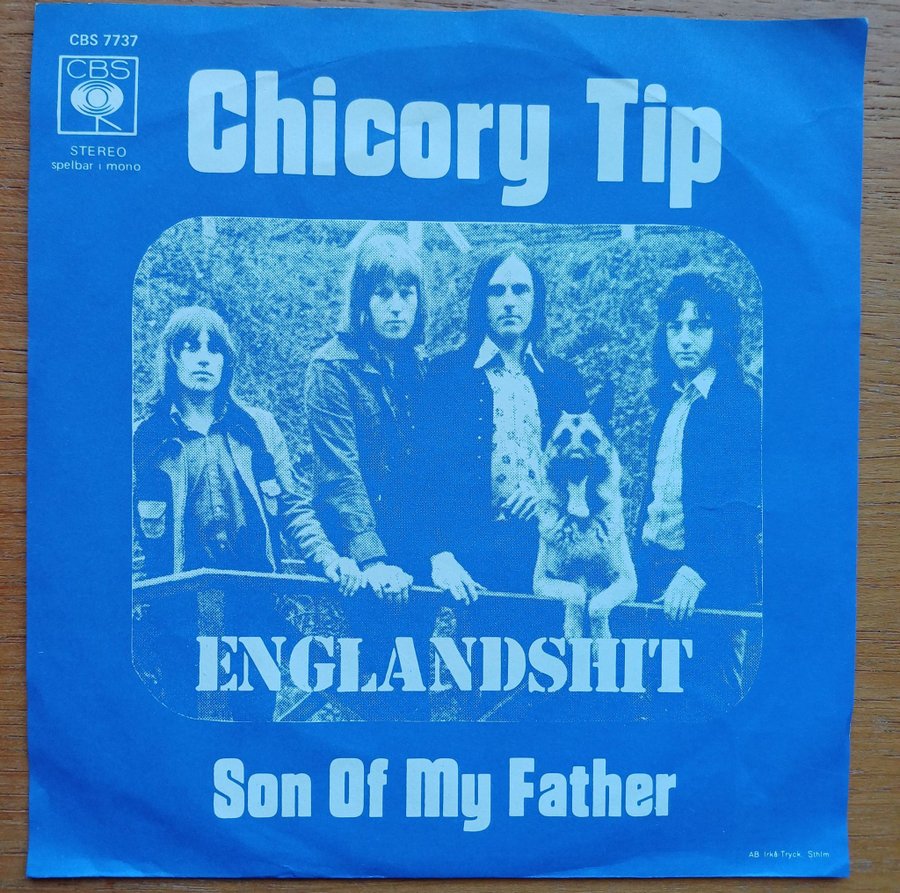 CBS 7737
CBS
STEREO
spelbar i mono
Chicory Tip
ENGLANDSHIT
Son Of My Father
AB Irkå-Tryck. Sthlm.